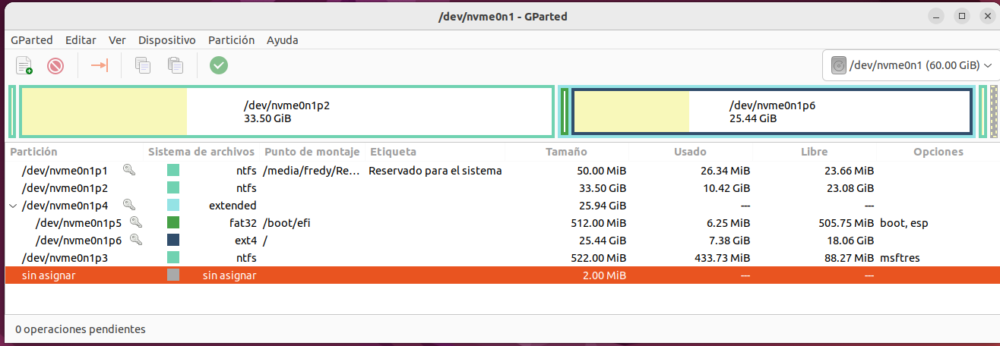 /dev/nvme0n1 - GParted
GParted Editar Ver Dispositivo Partición Ayuda
/dev/nvme0n1 (60.00 GiB)
/dev/nvme0n1p2
33.50 GiB
/dev/nvme0n1p6
25.44 GiB
Partición Sistema de archivos Punto de montaje Etiqueta Tamaño Usado Libre Opciones
/dev/nvme0n1p1 ntfs /media/fredy/Re... Reservado para el sistema 50.00 MiB 26.34 MiB 23.66 MiB
/dev/nvme0n1p2 ntfs 33.50 GiB 10.42 GiB 23.08 GiB
/dev/nvme0n1p4 extended 25.94 GiB --- ---
/dev/nvme0n1p5 fat32 /boot/efi 512.00 MiB 6.25 MiB 505.75 MiB boot, esp
/dev/nvme0n1p6 ext4 / 25.44 GiB 7.38 GiB 18.06 GiB
/dev/nvme0n1p3 ntfs 522.00 MiB 433.73 MiB 88.27 MiB msftres
sin asignar sin asignar 2.00 MiB --- ---
0 operaciones pendientes